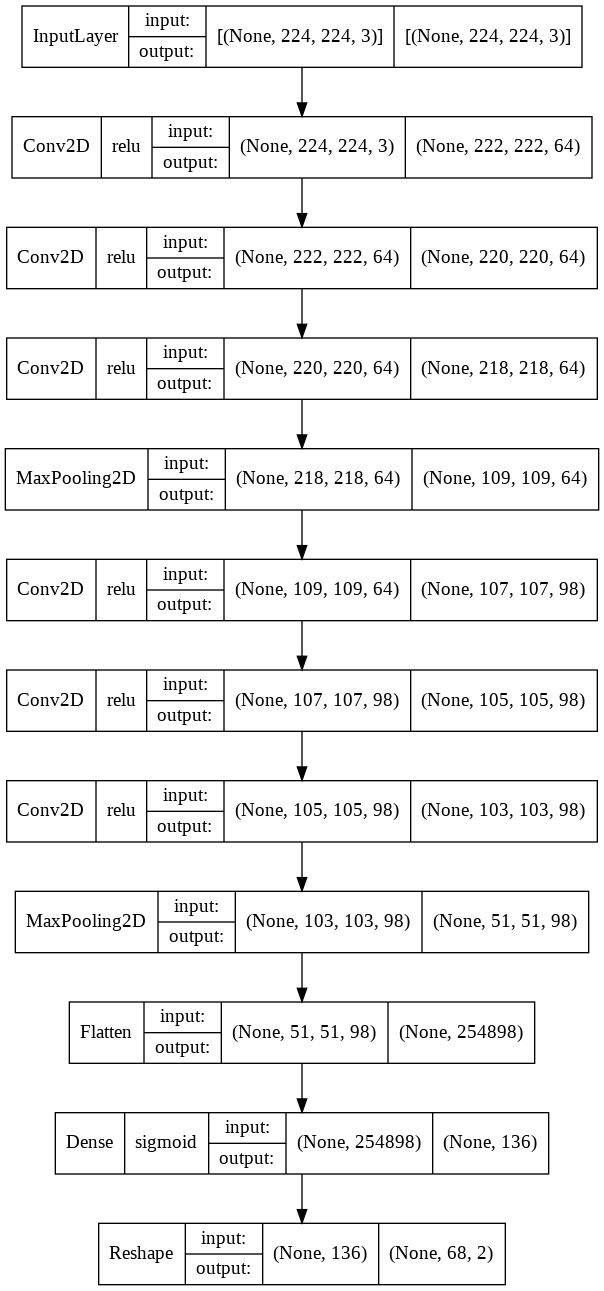 InputLayer input: output: [(None, 224, 224, 3)] [(None, 224, 224, 3)]
Conv2D relu input: output: (None, 224, 224, 3) (None, 222, 222, 64)
Conv2D relu input: output: (None, 222, 222, 64) (None, 220, 220, 64)
Conv2D relu input: output: (None, 220, 220, 64) (None, 218, 218, 64)
MaxPooling2D input: output: (None, 218, 218, 64) (None, 109, 109, 64)
Conv2D relu input: output: (None, 109, 109, 64) (None, 107, 107, 98)
Conv2D relu input: output: (None, 107, 107, 98) (None, 105, 105, 98)
Conv2D relu input: output: (None, 105, 105, 98) (None, 103, 103, 98)
MaxPooling2D input: output: (None, 103, 103, 98) (None, 51, 51, 98)
Flatten input: output: (None, 51, 51, 98) (None, 254898)
Dense sigmoid input: output: (None, 254898) (None, 136)
Reshape input: output: (None, 136) (None, 68, 2)